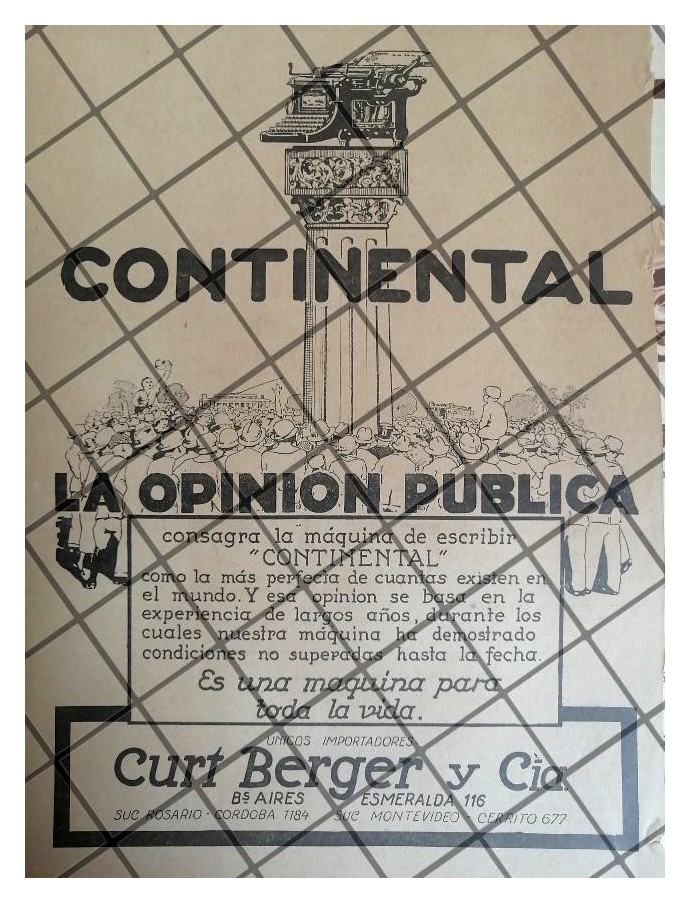 CONTINENTAL
LA OPINION PUBLICA
consagra la máquina de escribir
"CONTINENTAL"
como la más perfecta de cuantas existen en
el mundo. Y esa opinion se basa en la
experiencia de largos años, durante los
cuales nuestra máquina ha demostrado
condiciones no superadas hasta la fecha.
Es una maquina para
toda la vida.
UNICOS IMPORTADORES
Curt Berger y Cia.
Bs AIRES ESMERALDA 116
SUC ROSARIO - CORDOBA 1184 SUC MONTEVIDEO - CERRITO 677